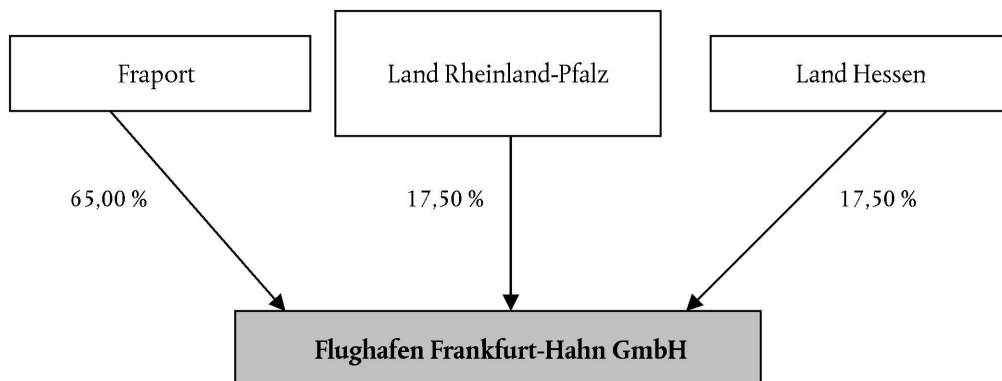 Fraport
Land Rheinland-Pfalz
Land Hessen
65,00 %
17,50 %
17,50 %
Flughafen Frankfurt-Hahn GmbH